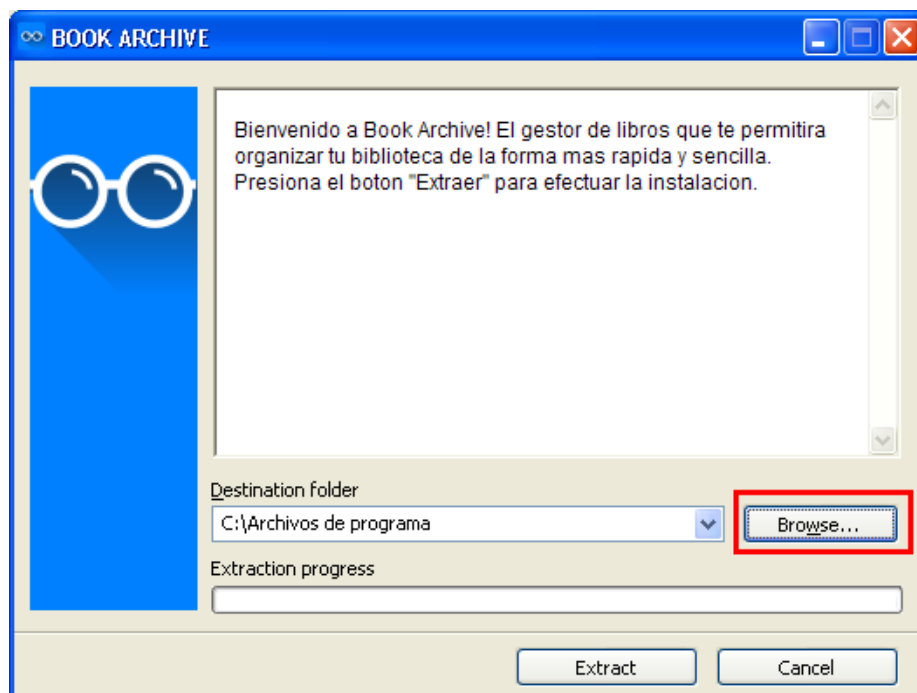 BOOK ARCHIVE
Bienvenido a Book Archive! El gestor de libros que te permitira
organizar tu biblioteca de la forma mas rapida y sencilla.
Presiona el boton "Extraer" para efectuar la instalacion.
Destination folder
C:\Archivos de programa
Browse...
Extraction progress
Extract
Cancel